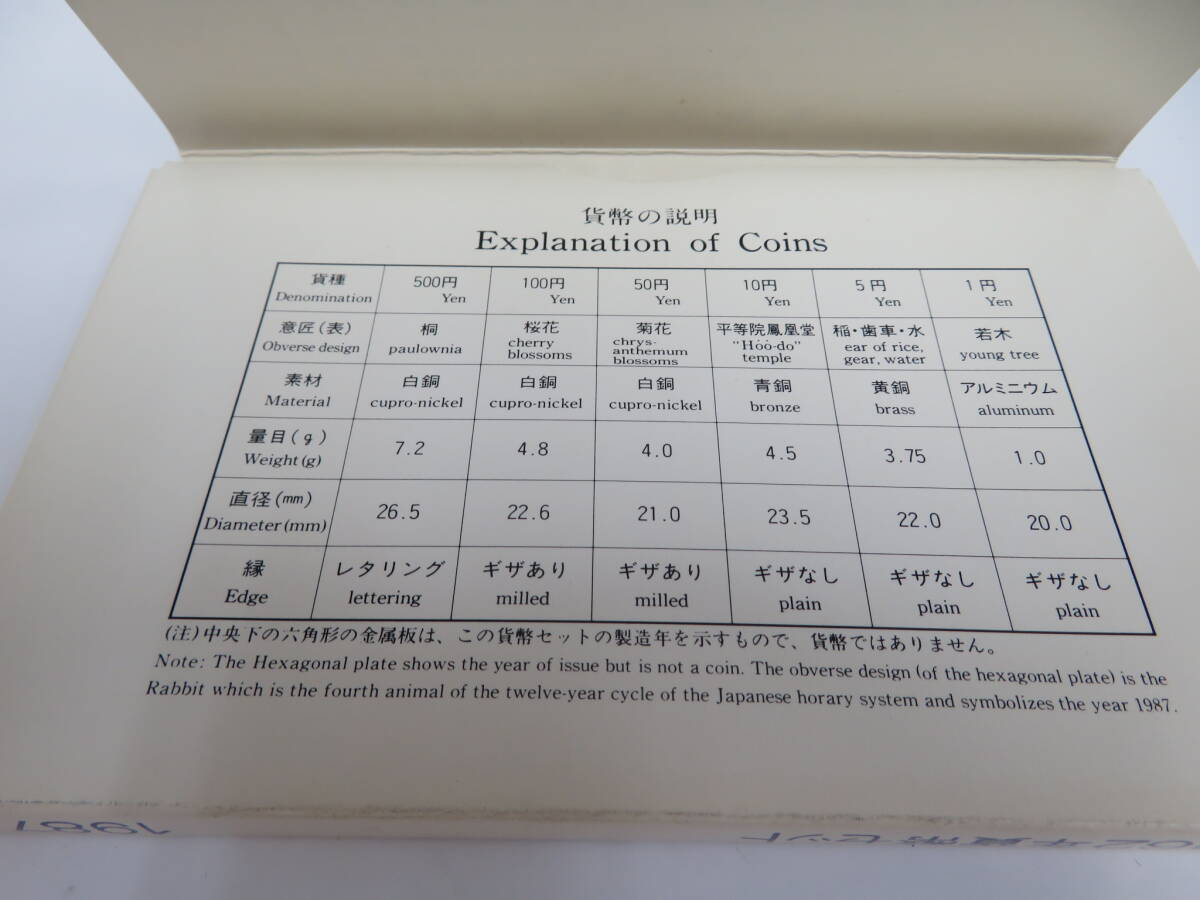 貨幣の説明
Explanation of Coins
貨種 500円 100円 50円 10円 5円 1円
Denomination Yen Yen Yen Yen Yen Yen
意匠(表) 桐 桜花 菊花 平等院鳳凰堂 稲・歯車・水 若木
Obverse design paulownia cherry blossoms chrys-anthemum blossoms "Hóó-do" temple ear of rice, gear, water young tree
素材 白銅 白銅 白銅 青銅 黄銅 アルミニウム
Material cupro-nickel cupro-nickel cupro-nickel bronze brass aluminum
量目(g) 7.2 4.8 4.0 4.5 3.75 1.0
Weight(g)
直径(mm) 26.5 22.6 21.0 23.5 22.0 20.0
Diameter(mm)
縁 レタリング ギザあり ギザあり ギザなし ギザなし ギザなし
Edge lettering milled milled plain plain plain
(注)中央下の六角形の金属板は、この貨幣セットの製造年を示すもので、貨幣ではありません。
Note: The Hexagonal plate shows the year of issue but is not a coin. The obverse design (of the hexagonal plate) is the
Rabbit which is the fourth animal of the twelve-year cycle of the Japanese horary system and symbolizes the year 1987.
1987
年貨幣セット